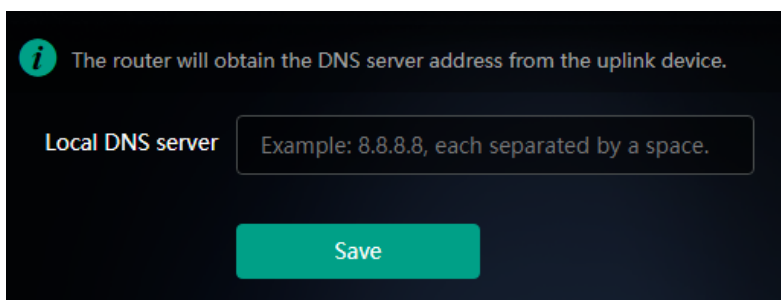 The router will obtain the DNS server address from the uplink device.
Local DNS server
Example: 8.8.8.8, each separated by a space.
Save